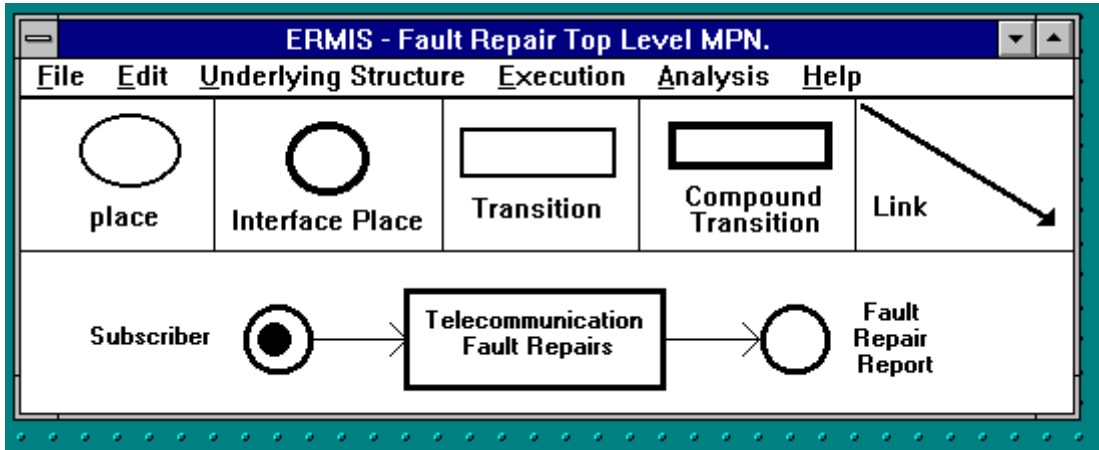 ERMIS - Fault Repair Top Level MPN.
File Edit Underlying Structure Execution Analysis Help
place
Interface Place
Transition
Compound
Transition
Link
Subscriber
Telecommunication
Fault Repairs
Fault
Repair
Report